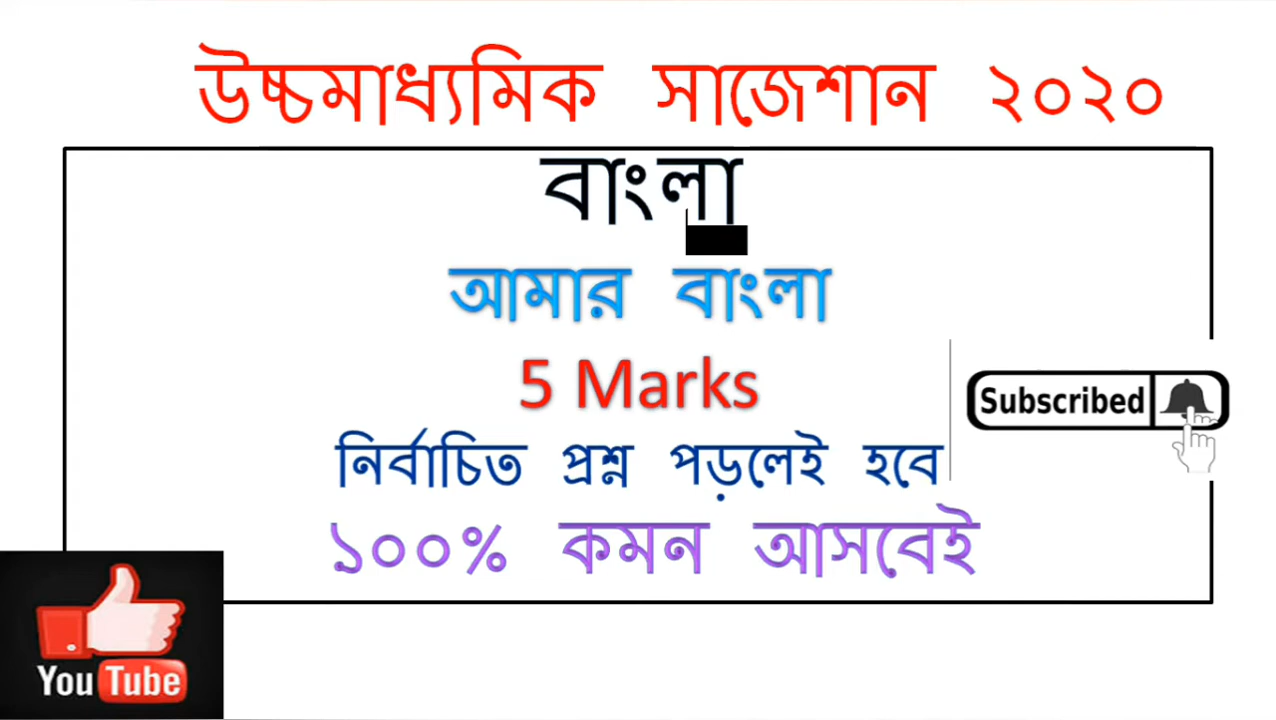 উচ্চমাধ্যমিক সাজেশান ২০২০
বাংলা
আমার বাংলা
5 Marks
Subscribed
নির্বাচিত প্রশ্ন পড়লেই হবে
১০০% কমন আসবেই
You Tube